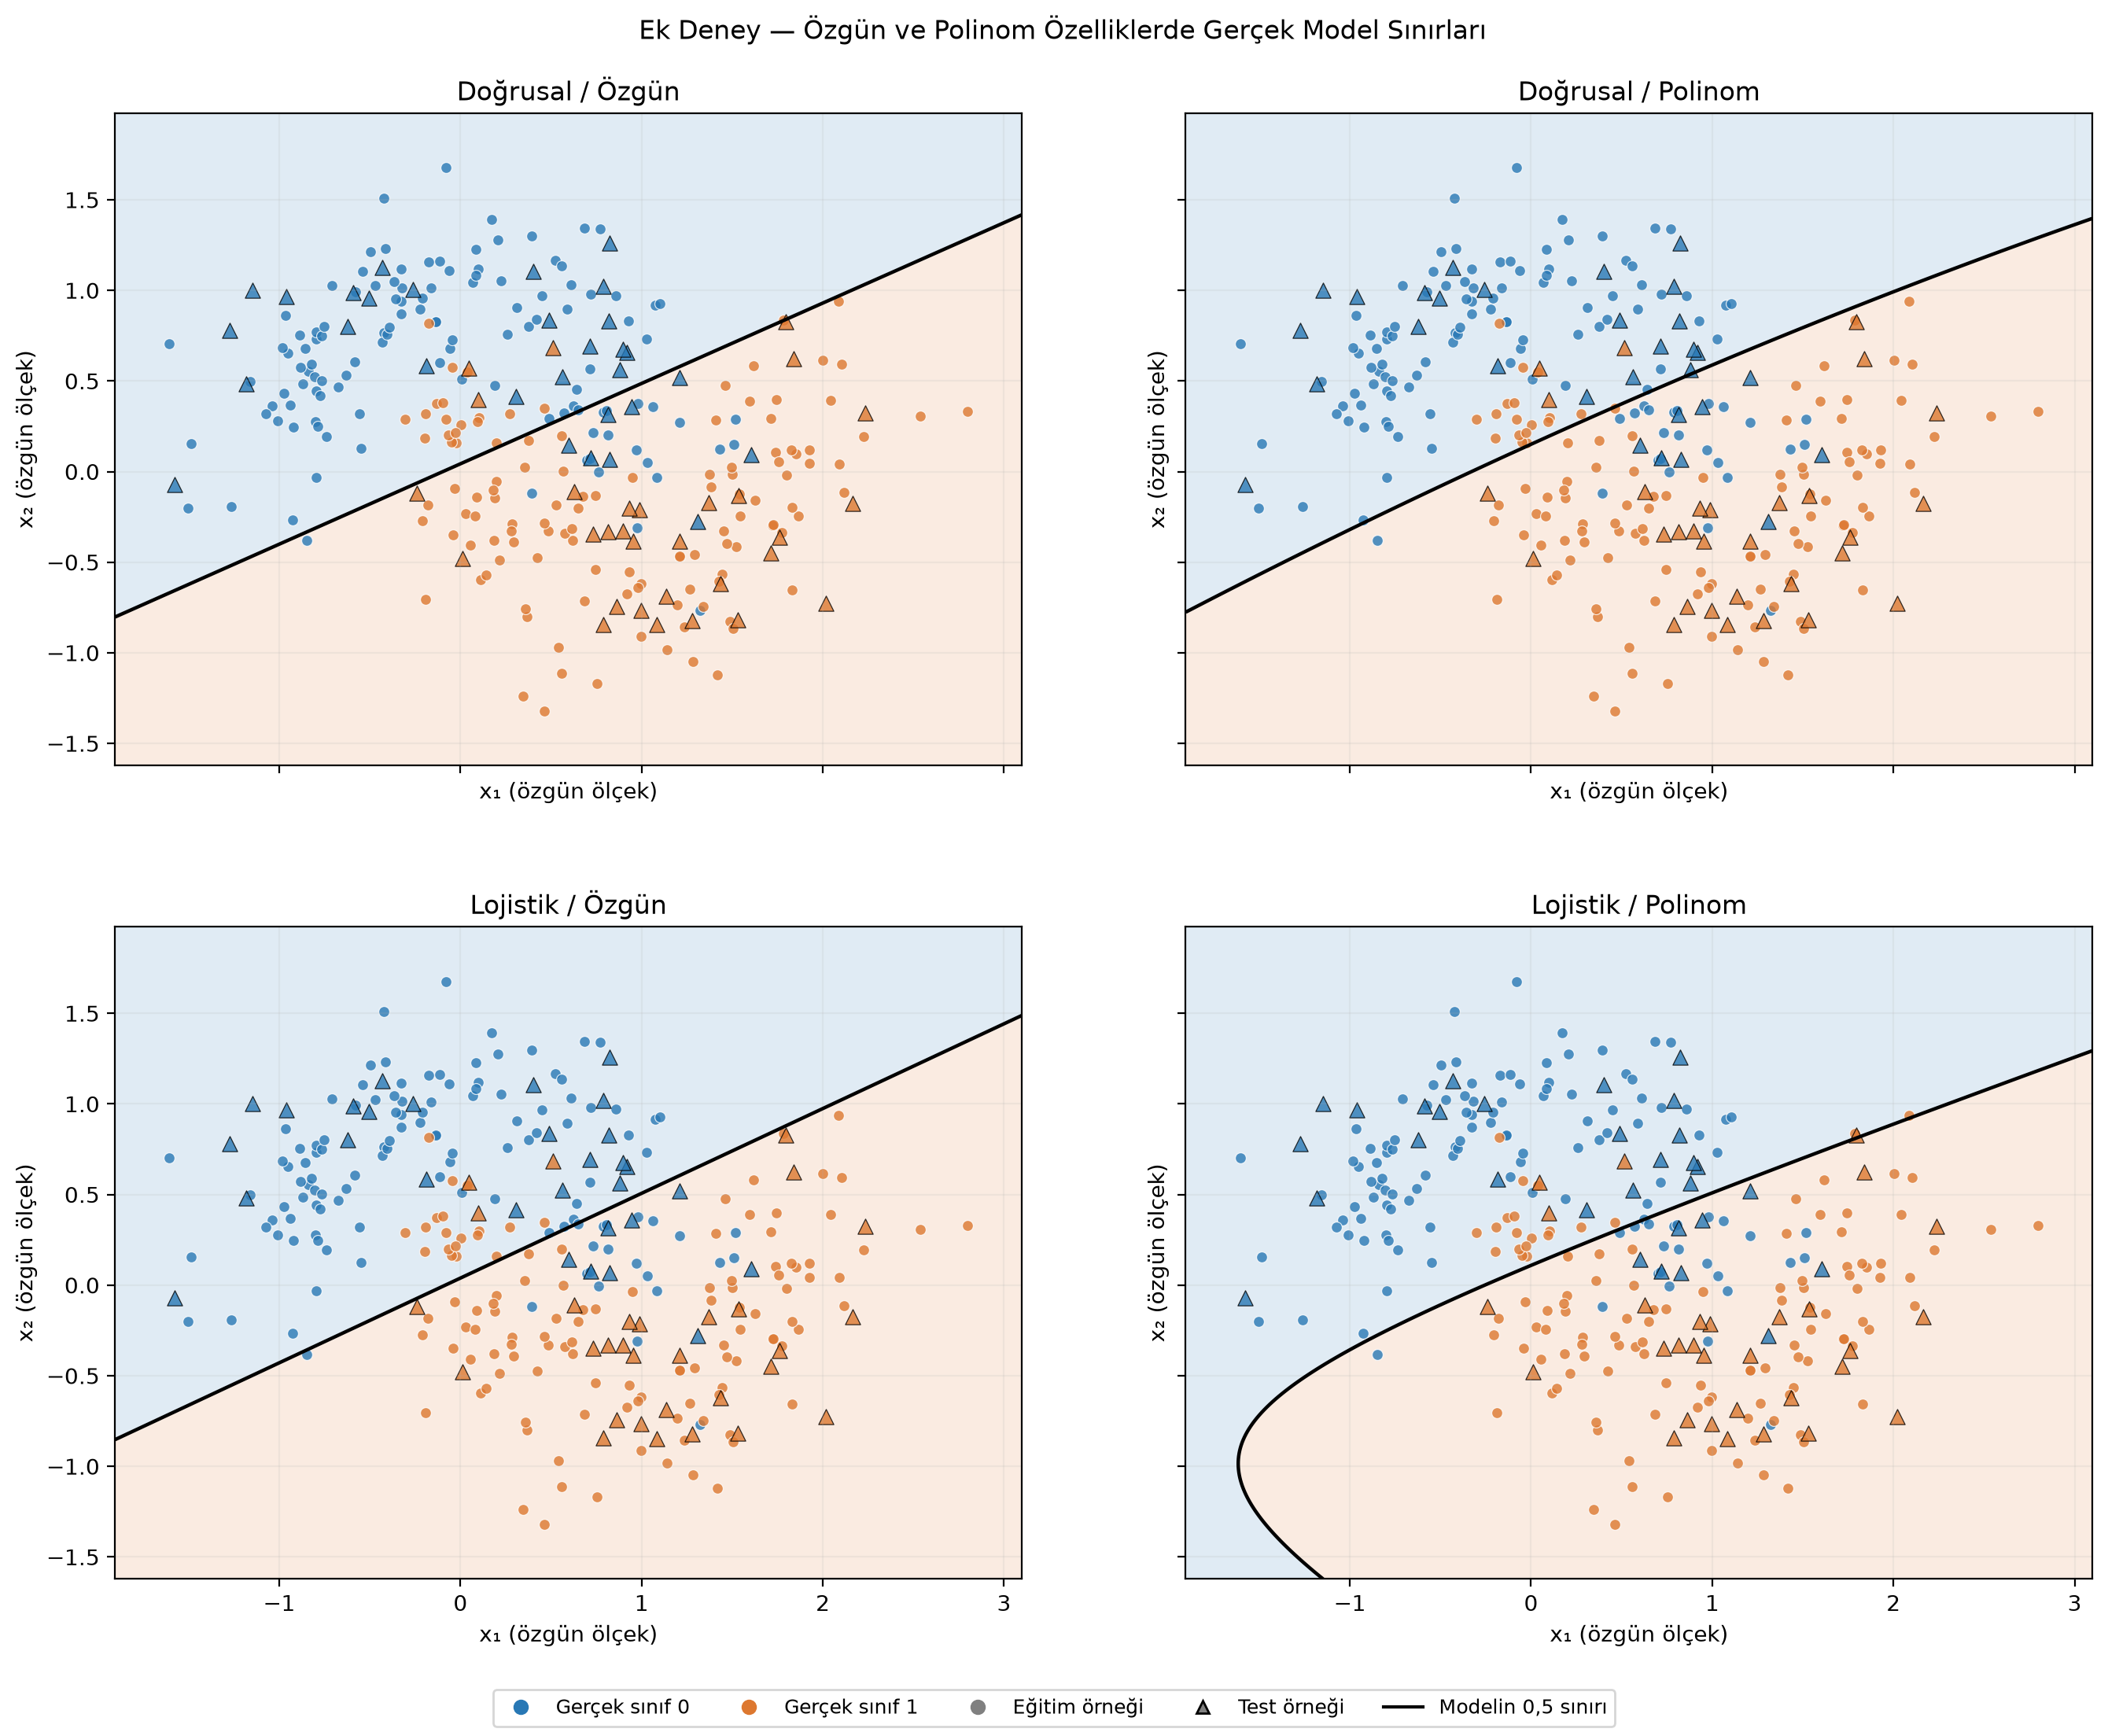 Ek Deney — Özgün ve Polinom Özelliklerde Gerçek Model Sınırları
Doğrusal / Özgün
x₂ (özgün ölçek)
1.5
1.0
0.5
0.0
−0.5
−1.0
−1.5
x₁ (özgün ölçek)
Doğrusal / Polinom
x₂ (özgün ölçek)
x₁ (özgün ölçek)
Lojistik / Özgün
x₂ (özgün ölçek)
1.5
1.0
0.5
0.0
−0.5
−1.0
−1.5
−1 0 1 2 3
x₁ (özgün ölçek)
Lojistik / Polinom
x₂ (özgün ölçek)
−1 0 1 2 3
x₁ (özgün ölçek)
Gerçek sınıf 0 Gerçek sınıf 1 Eğitim örneği Test örneği Modelin 0,5 sınırı